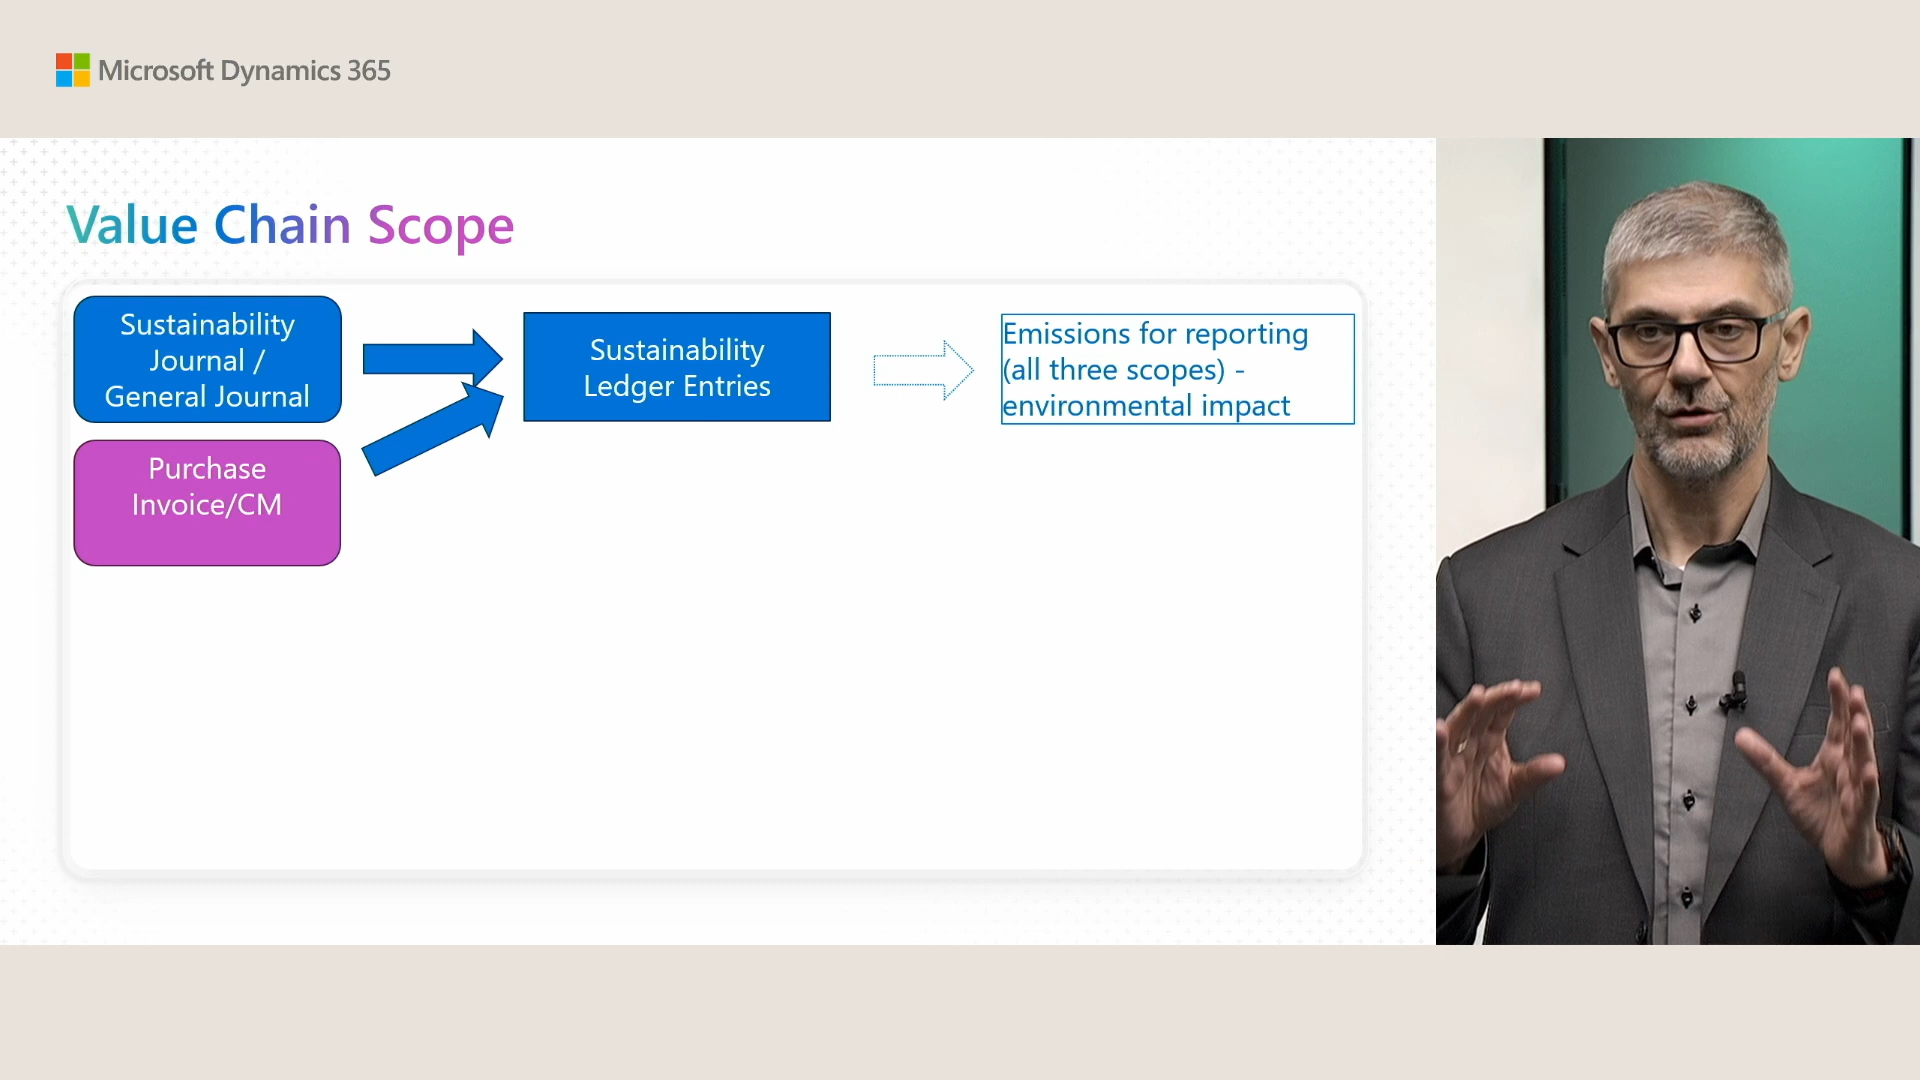 Microsoft Dynamics 365
Value Chain Scope
Sustainability
Journal /
General Journal
Sustainability
Ledger Entries
Emissions for reporting
(all three scopes) -
environmental impact
Purchase
Invoice/CM